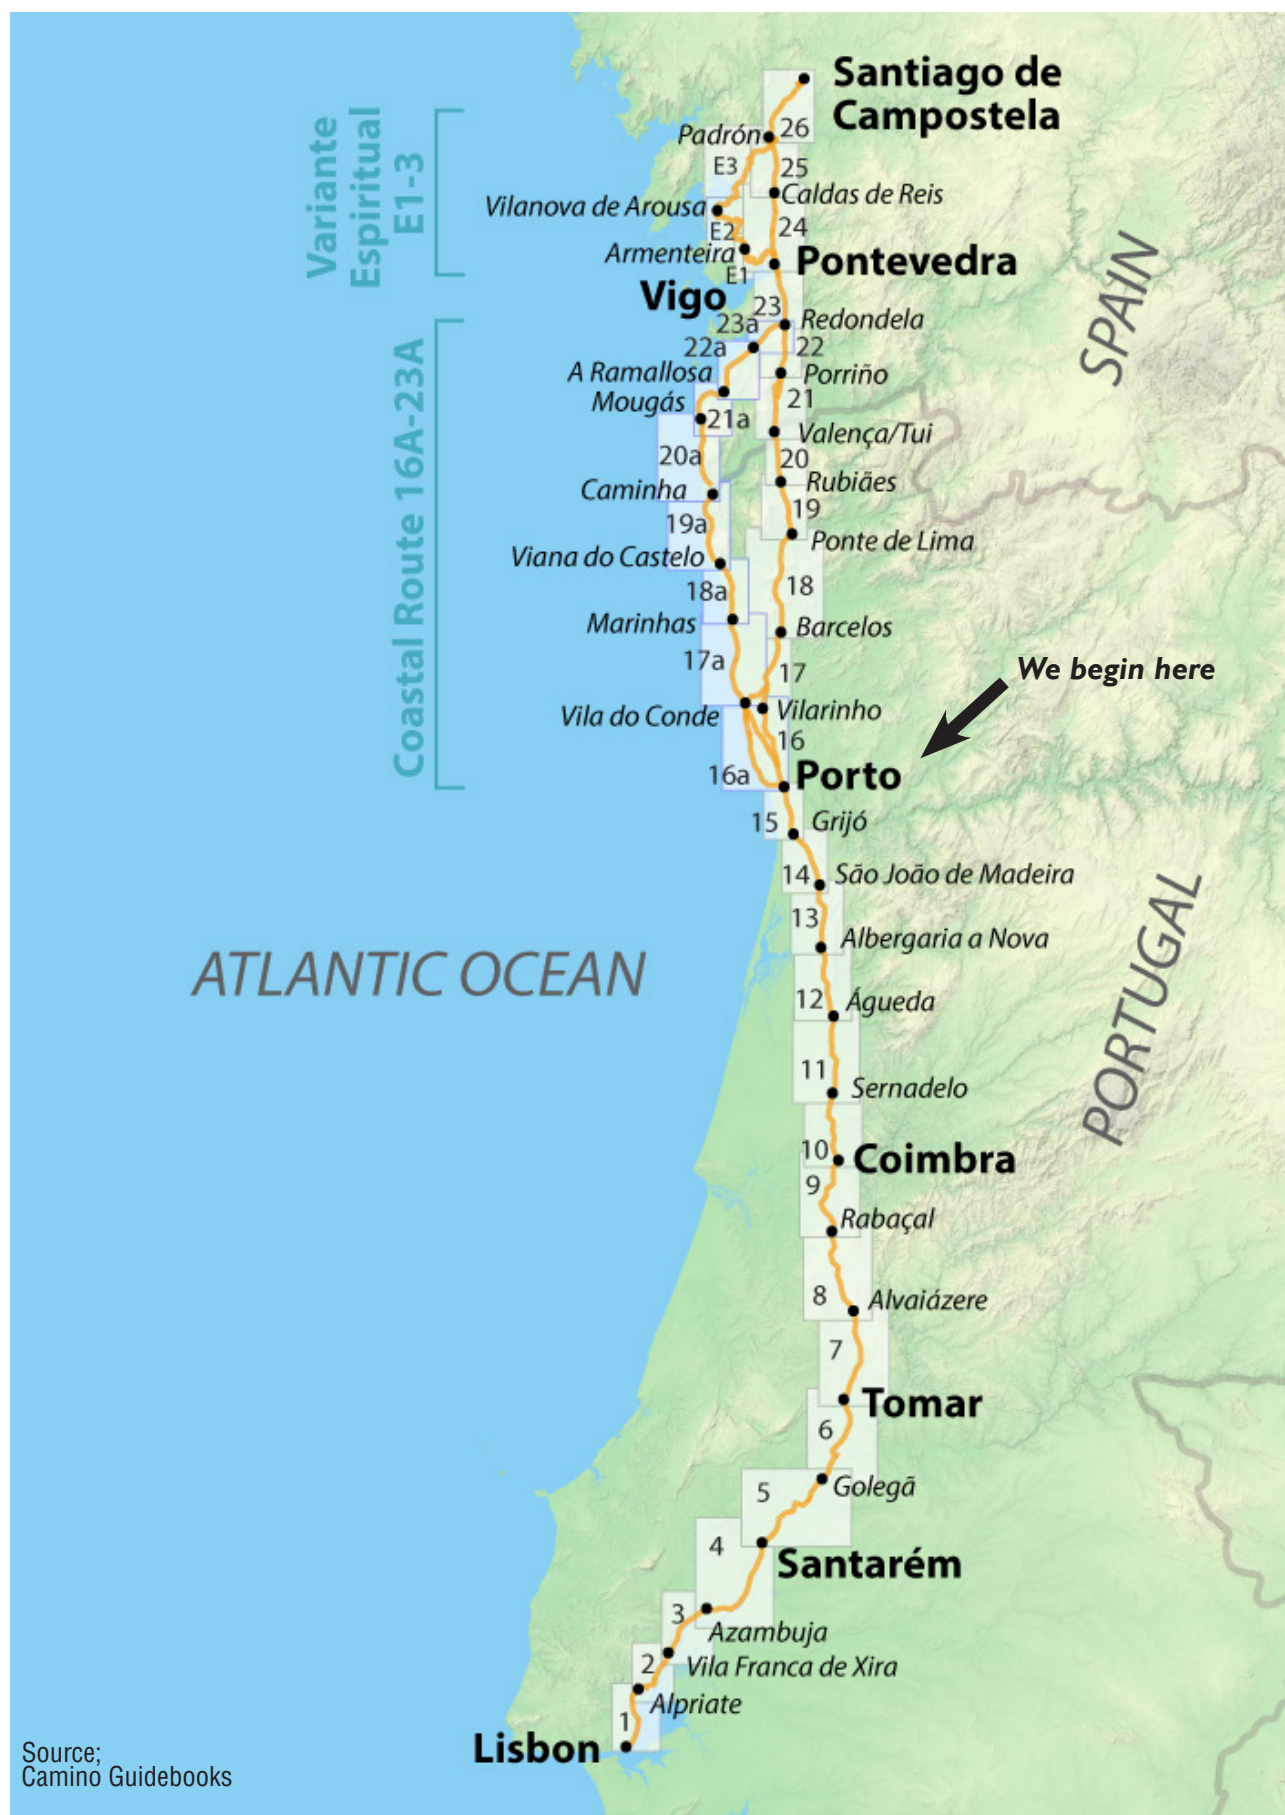 Santiago de
Campostela
Variante
Espiritual
E1-3
26
Padrón
25
E3
Caldas de Reis
Vilanova de Arousa
24
E2
Armenteira
Pontevedra
E1
Vigo
23
Redondela
23a
22
22a
A Ramallosa
Porriño
Mougás
21
21a
Valença/Tui
20
20a
Rubiães
Caminha
19
19a
Ponte de Lima
Viana do Castelo
18
18a
Marinhas
Barcelos
17a
17
Vila do Conde
Vilarinho
16
16a
Porto
Coastal Route 16A-23A
We begin here
SPAIN
15
Grijó
14
São João de Madeira
13
Albergaria a Nova
ATLANTIC OCEAN
PORTUGAL
12
Águeda
11
Sernadelo
10
Coimbra
9
Rabaçal
8
Alvaiázere
7
Tomar
6
Golegã
5
4
Santarém
3
Azambuja
2
Vila Franca de Xira
Alpriate
1
Lisbon
Source;
Camino Guidebooks